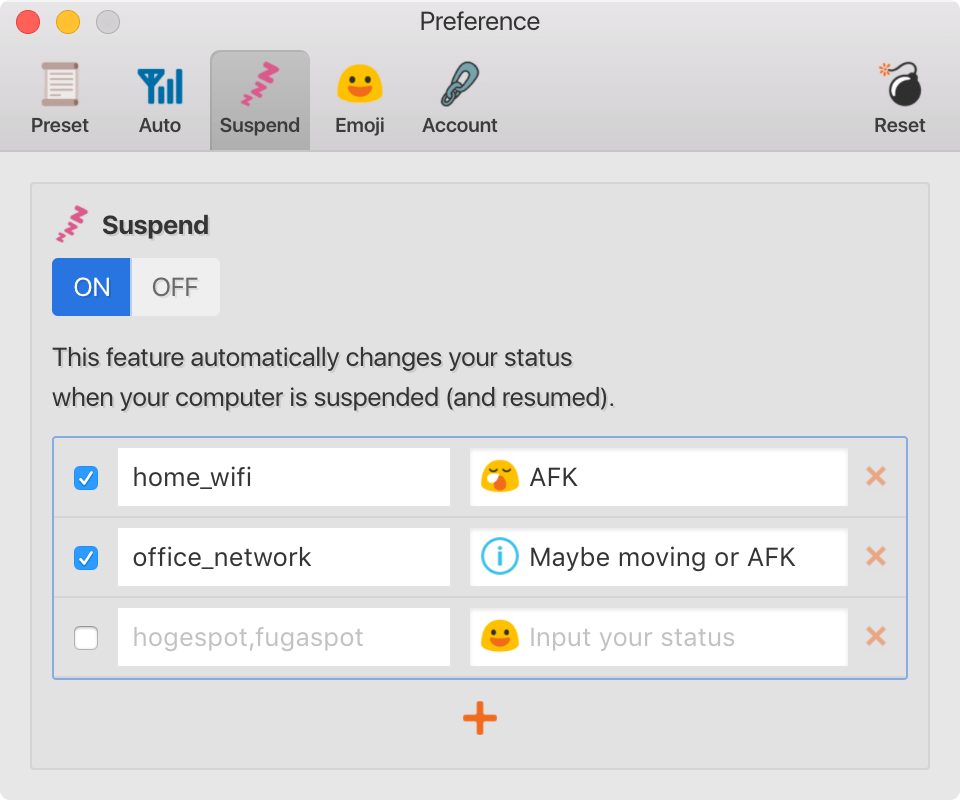 Preference
Preset
Auto
Suspend
Emoji
Account
Reset
Suspend
ON
OFF
This feature automatically changes your status
when your computer is suspended (and resumed).
home_wifi
AFK
office_network
Maybe moving or AFK
hogespot,fugaspot
Input your status